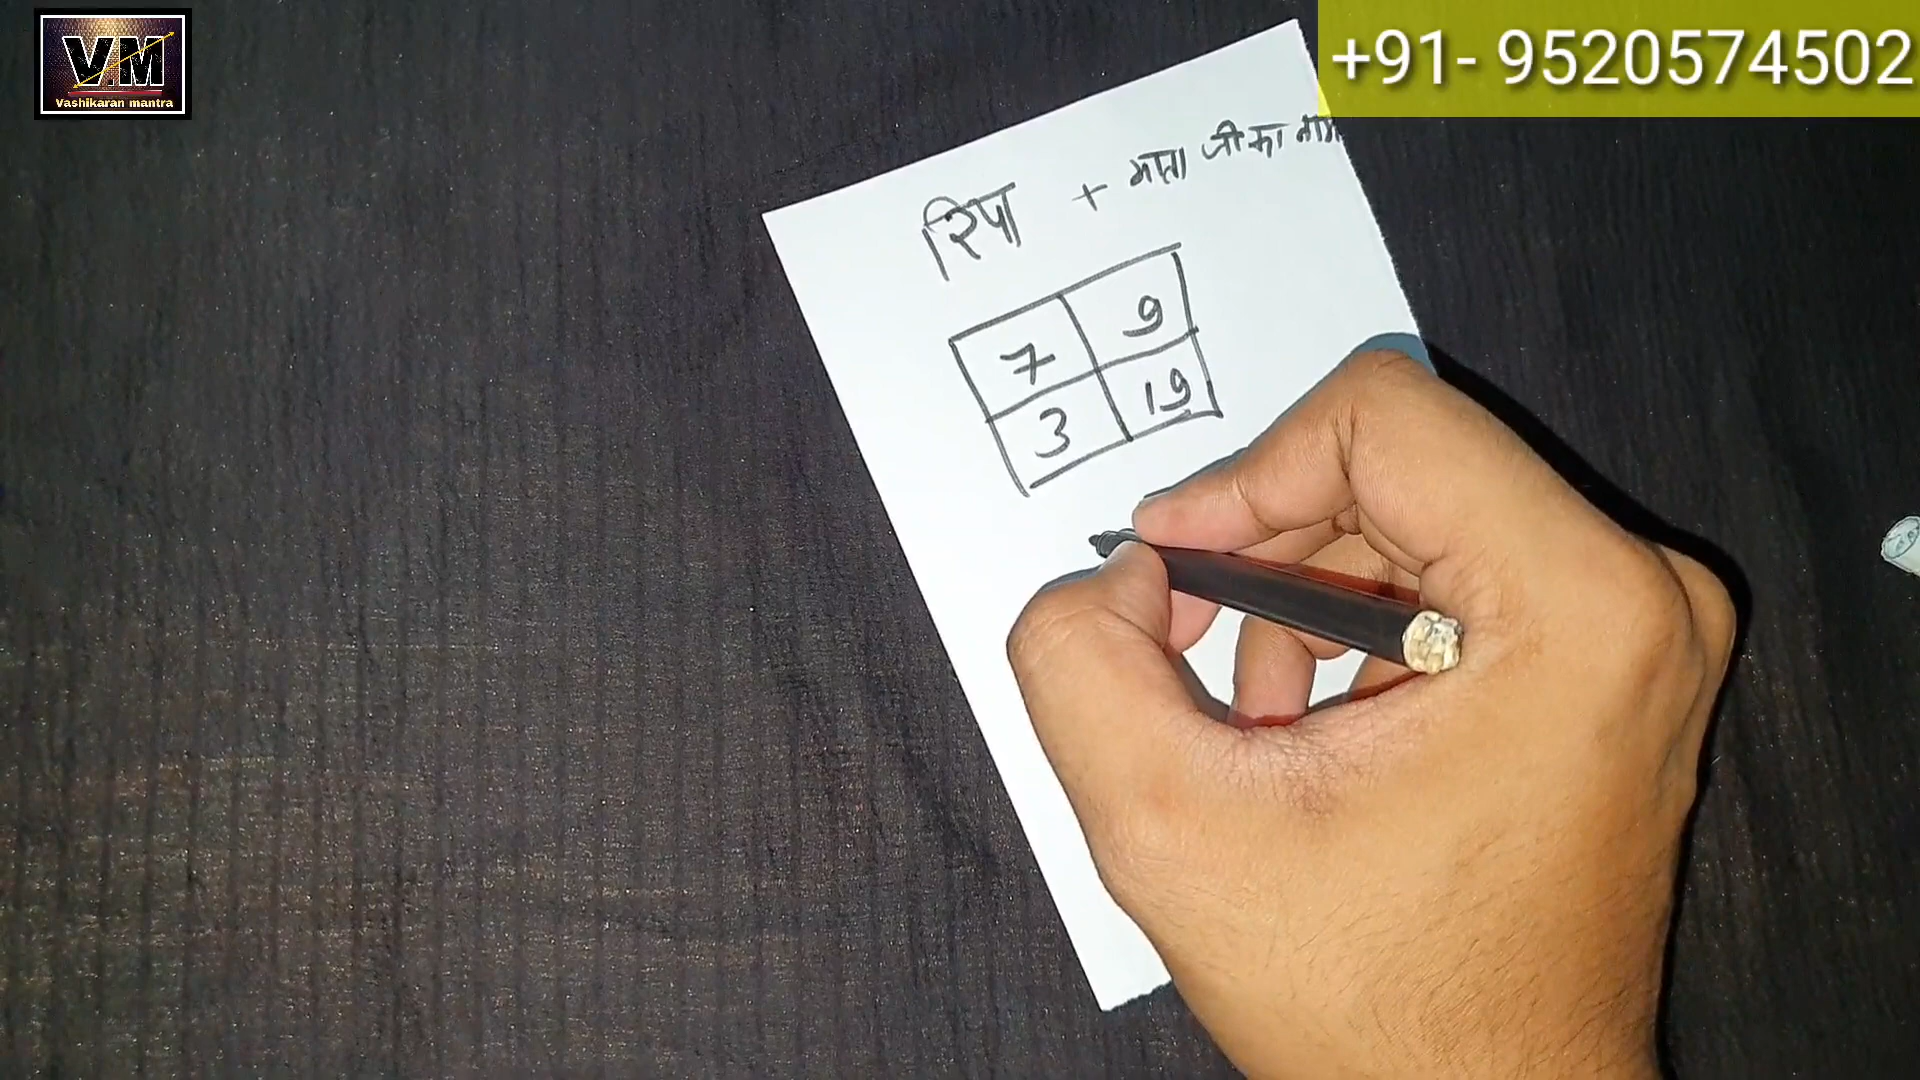 VM
Vashikaran mantra
+91- 9520574502
रिपा + माता जी का नाम
7 9
3 19